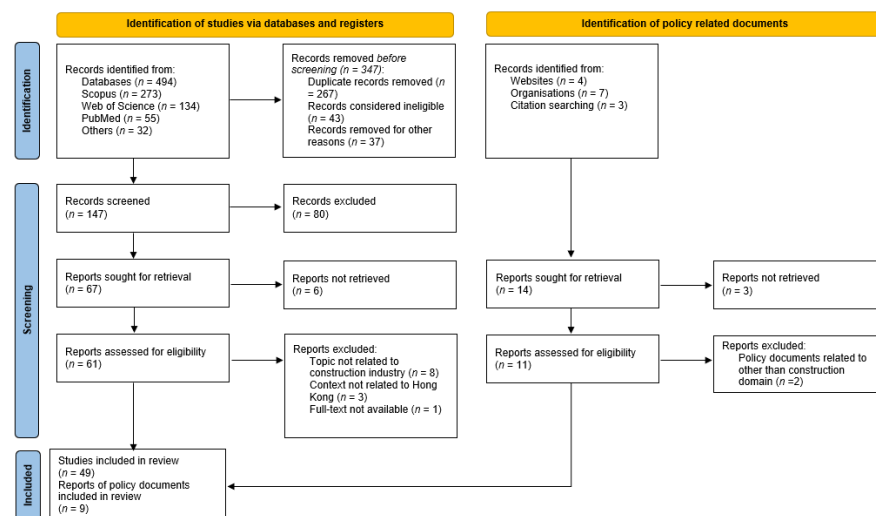 Identification of studies via databases and registers
Identification of policy related documents
Identification
Records identified from:
Databases (n = 494)
Scopus (n = 273)
Web of Science (n = 134)
PubMed (n = 55)
Others (n = 32)
Records removed before
screening (n = 347):
Duplicate records removed (n
= 267)
Records considered ineligible
(n = 43)
Records removed for other
reasons (n = 37)
Records identified from:
Websites (n = 4)
Organisations (n = 7)
Citation searching (n = 3)
Screening
Records screened
(n = 147)
Records excluded
(n = 80)
Reports sought for retrieval
(n = 67)
Reports not retrieved
(n = 6)
Reports sought for retrieval
(n = 14)
Reports not retrieved
(n = 3)
Reports assessed for eligibility
(n = 61)
Reports excluded:
Topic not related to
construction industry (n = 8)
Context not related to Hong
Kong (n = 3)
Full-text not available (n = 1)
Reports assessed for eligibility
(n = 11)
Reports excluded:
Policy documents related to
other than construction
domain (n =2)
Included
Studies included in review
(n = 49)
Reports of policy documents
included in review
(n = 9)